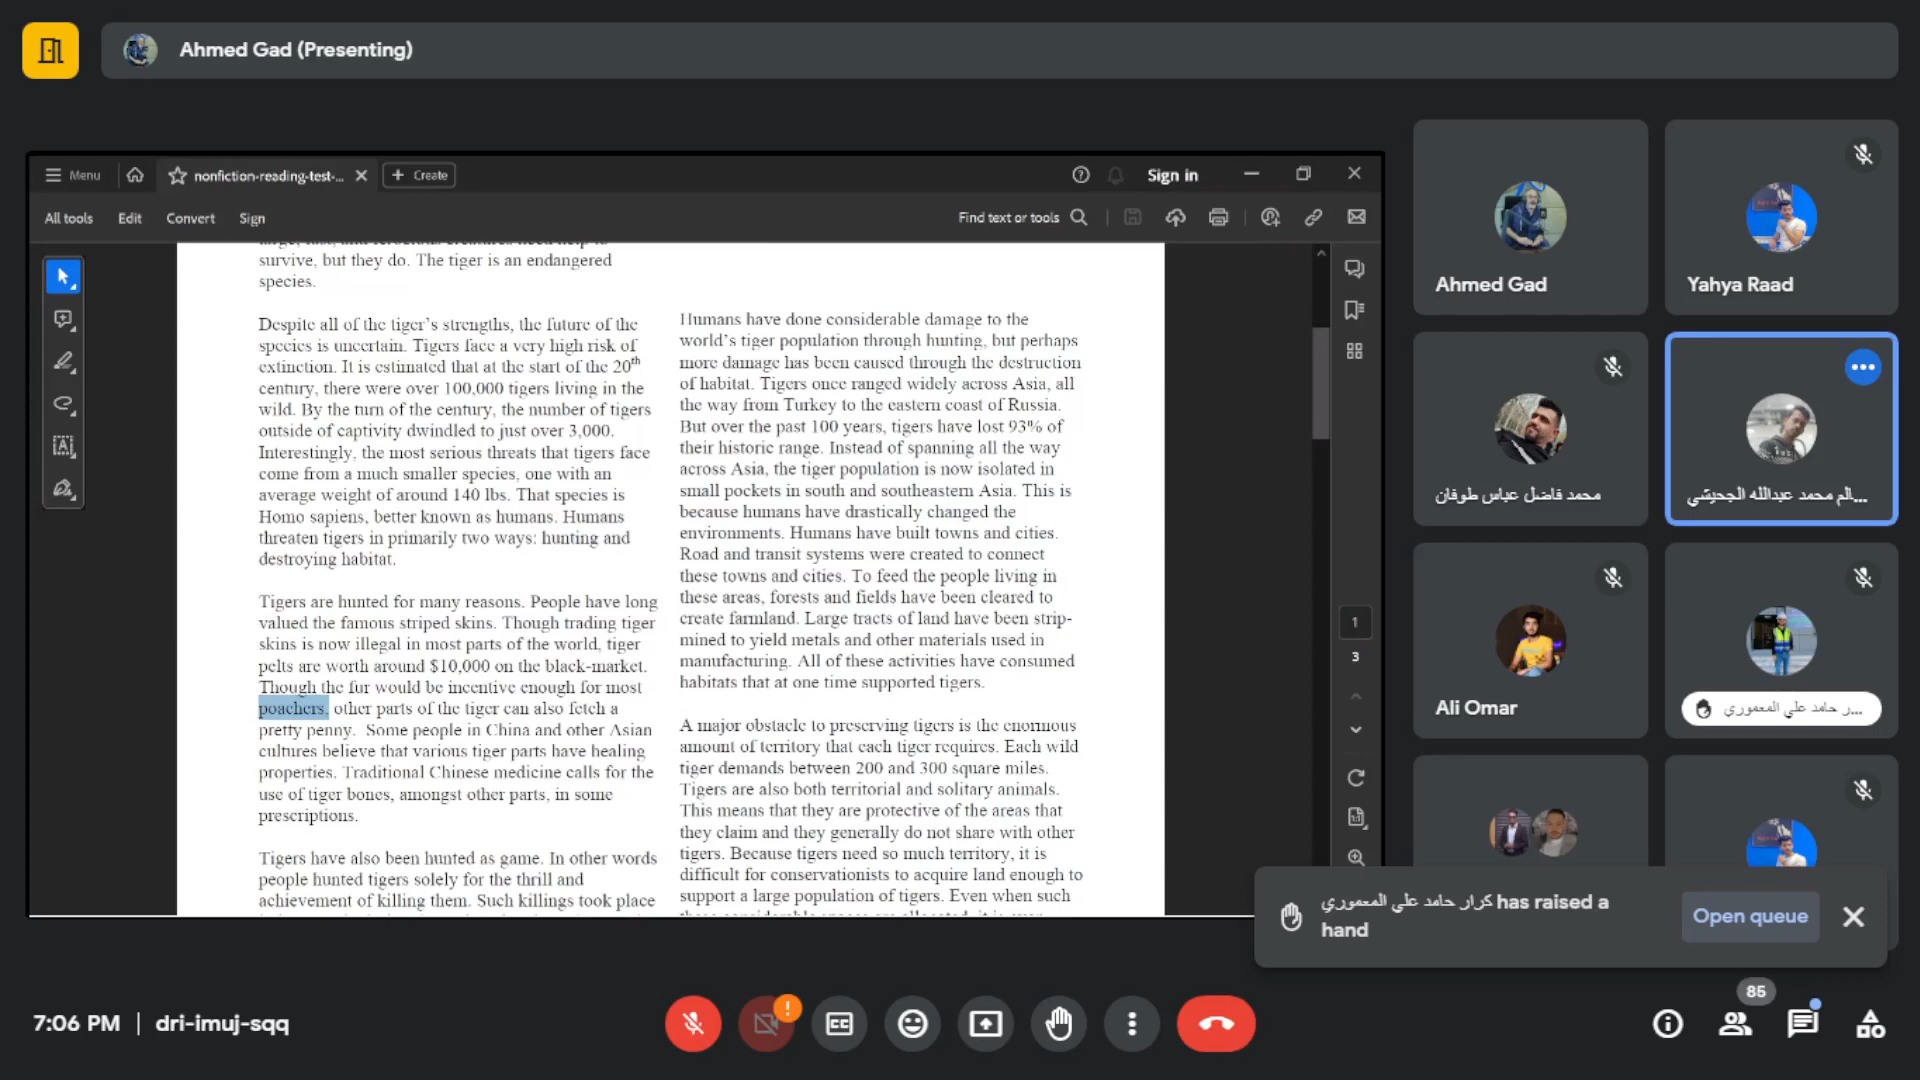 Ahmed Gad (Presenting)
Menu
nonfiction-reading-test-...
Create
Sign in
All tools
Edit
Convert
Sign
Find text or tools
survive, but they do. The tiger is an endangered
species.
Despite all of the tiger's strengths, the future of the
species is uncertain. Tigers face a very high risk of
extinction. It is estimated that at the start of the 20th
century, there were over 100,000 tigers living in the
wild. By the turn of the century, the number of tigers
outside of captivity dwindled to just over 3,000.
Interestingly, the most serious threats that tigers face
come from a much smaller species, one with an
average weight of around 140 lbs. That species is
Homo sapiens, better known as humans. Humans
threaten tigers in primarily two ways: hunting and
destroying habitat.
Tigers are hunted for many reasons. People have long
valued the famous striped skins. Though trading tiger
skins is now illegal in most parts of the world, tiger
pelts are worth around $10,000 on the black-market.
Though the fur would be incentive enough for most
poachers, other parts of the tiger can also fetch a
pretty penny. Some people in China and other Asian
cultures believe that various tiger parts have healing
properties. Traditional Chinese medicine calls for the
use of tiger bones, amongst other parts, in some
prescriptions.
Tigers have also been hunted as game. In other words
people hunted tigers solely for the thrill and
achievement of killing them. Such killings took place
Humans have done considerable damage to the
world's tiger population through hunting, but perhaps
more damage has been caused through the destruction
of habitat. Tigers once ranged widely across Asia, all
the way from Turkey to the eastern coast of Russia.
But over the past 100 years, tigers have lost 93% of
their historic range. Instead of spanning all the way
across Asia, the tiger population is now isolated in
small pockets in south and southeastern Asia. This is
because humans have drastically changed the
environments. Humans have built towns and cities.
Road and transit systems were created to connect
these towns and cities. To feed the people living in
these areas, forests and fields have been cleared to
create farmland. Large tracts of land have been strip-
mined to yield metals and other materials used in
manufacturing. All of these activities have consumed
habitats that at one time supported tigers.
A major obstacle to preserving tigers is the enormous
amount of territory that each tiger requires. Each wild
tiger demands between 200 and 300 square miles.
Tigers are also both territorial and solitary animals.
This means that they are protective of the areas that
they claim and they generally do not share with other
tigers. Because tigers need so much territory, it is
difficult for conservationists to acquire land enough to
support a large population of tigers. Even when such
1
3
Ahmed Gad
Yahya Raad
محمد فاضل عباس طوفان
...الم محمد عبدالله الجحيشي
Ali Omar
...ر حامد علي المعموري
كرار حامد علي المعموري has raised a
hand
Open queue
7:06 PM | dri-imuj-sqq
85